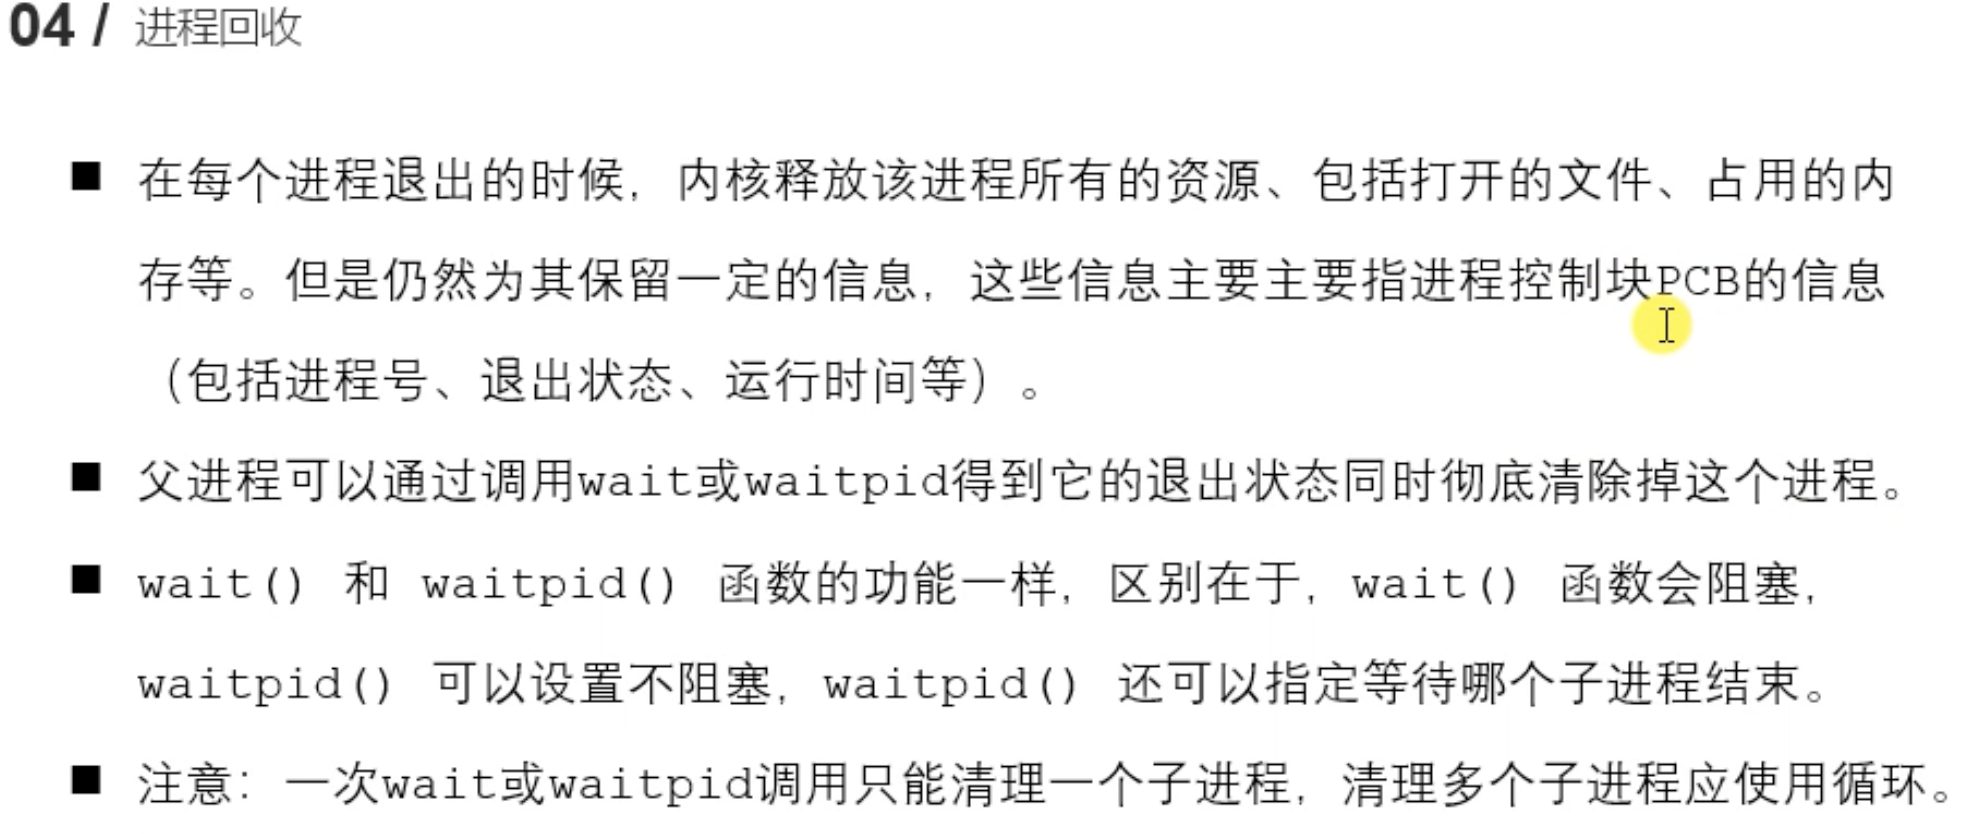 04 / 进程回收
■ 在每个进程退出的时候，内核释放该进程所有的资源、包括打开的文件、占用的内
存等。但是仍然为其保留一定的信息，这些信息主要主要指进程控制块PCB的信息
（包括进程号、退出状态、运行时间等）。
■ 父进程可以通过调用wait或waitpid得到它的退出状态同时彻底清除掉这个进程。
■ wait() 和 waitpid() 函数的功能一样，区别在于，wait() 函数会阻塞，
waitpid() 可以设置不阻塞，waitpid() 还可以指定等待哪个子进程结束。
■ 注意：一次wait或waitpid调用只能清理一个子进程，清理多个子进程应使用循环。